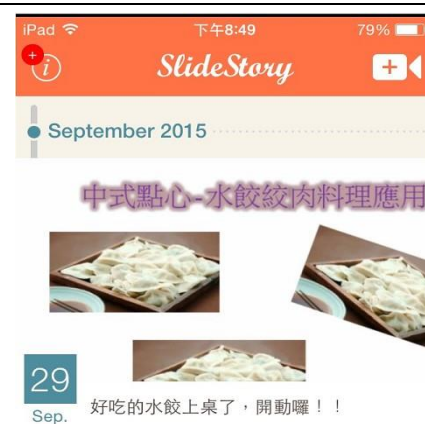 iPad 下午8:49 79%
SlideStory
September 2015
中式點心-水餃絞肉料理應用
29
Sep.
好吃的水餃上桌了，開動囉！！